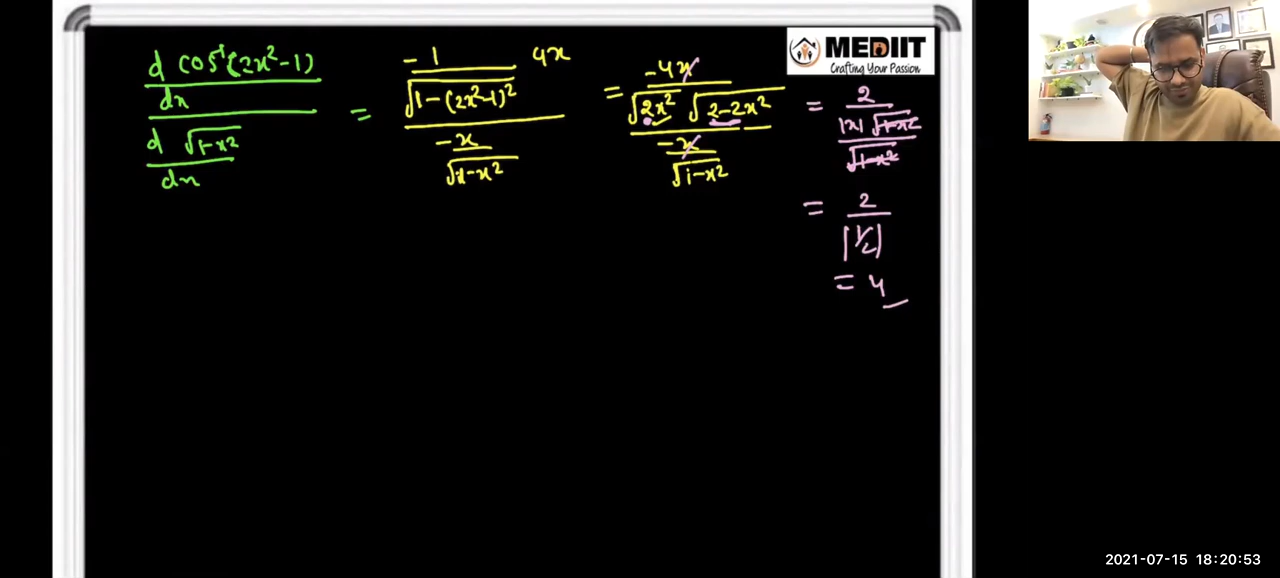 d cos⁻¹(2x²-1)
dx
d √1-x²
dx
=
-1 4x
√1-(2x²-1)²
-x
√1-x²
=
-4x
√2x² √2-2x²
-x
√1-x²
=
2
|x| √1-x²
√1-x²
=
2
|1/2|
= 4
MEDIIT
Crafting Your Passion
2021-07-15 18:20:53